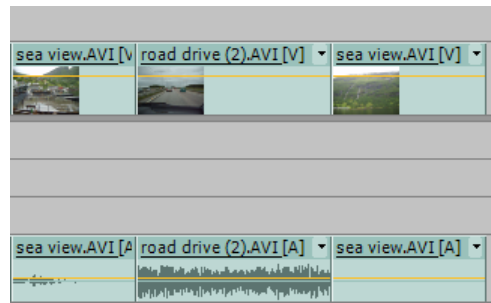 sea view.AVI [V
road drive (2).AVI [V]
sea view.AVI [V]
sea view.AVI [A
road drive (2).AVI [A]
sea view.AVI [A]